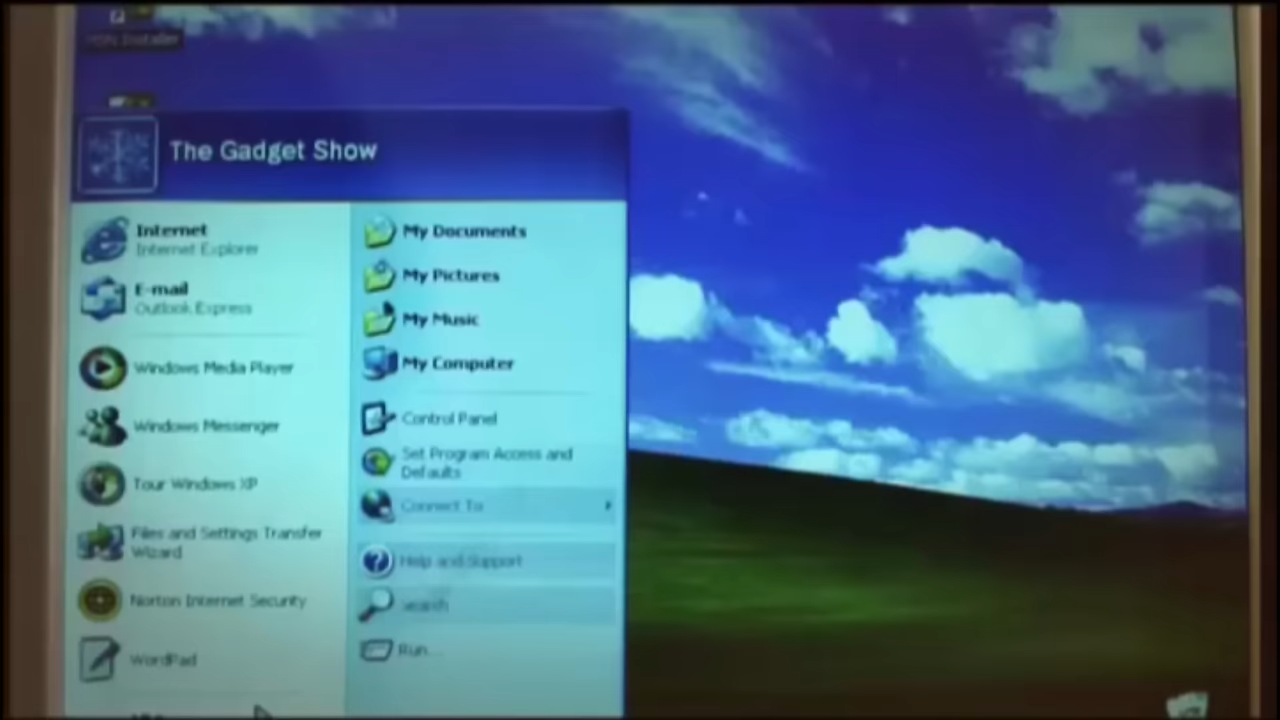 MSN Installer
The Gadget Show
Internet
Internet Explorer
E-mail
Outlook Express
Windows Media Player
Windows Messenger
Tour Windows XP
Files and Settings Transfer
Wizard
Norton Internet Security
WordPad
My Documents
My Pictures
My Music
My Computer
Control Panel
Set Program Access and
Defaults
Connect To
Help and Support
Search
Run...